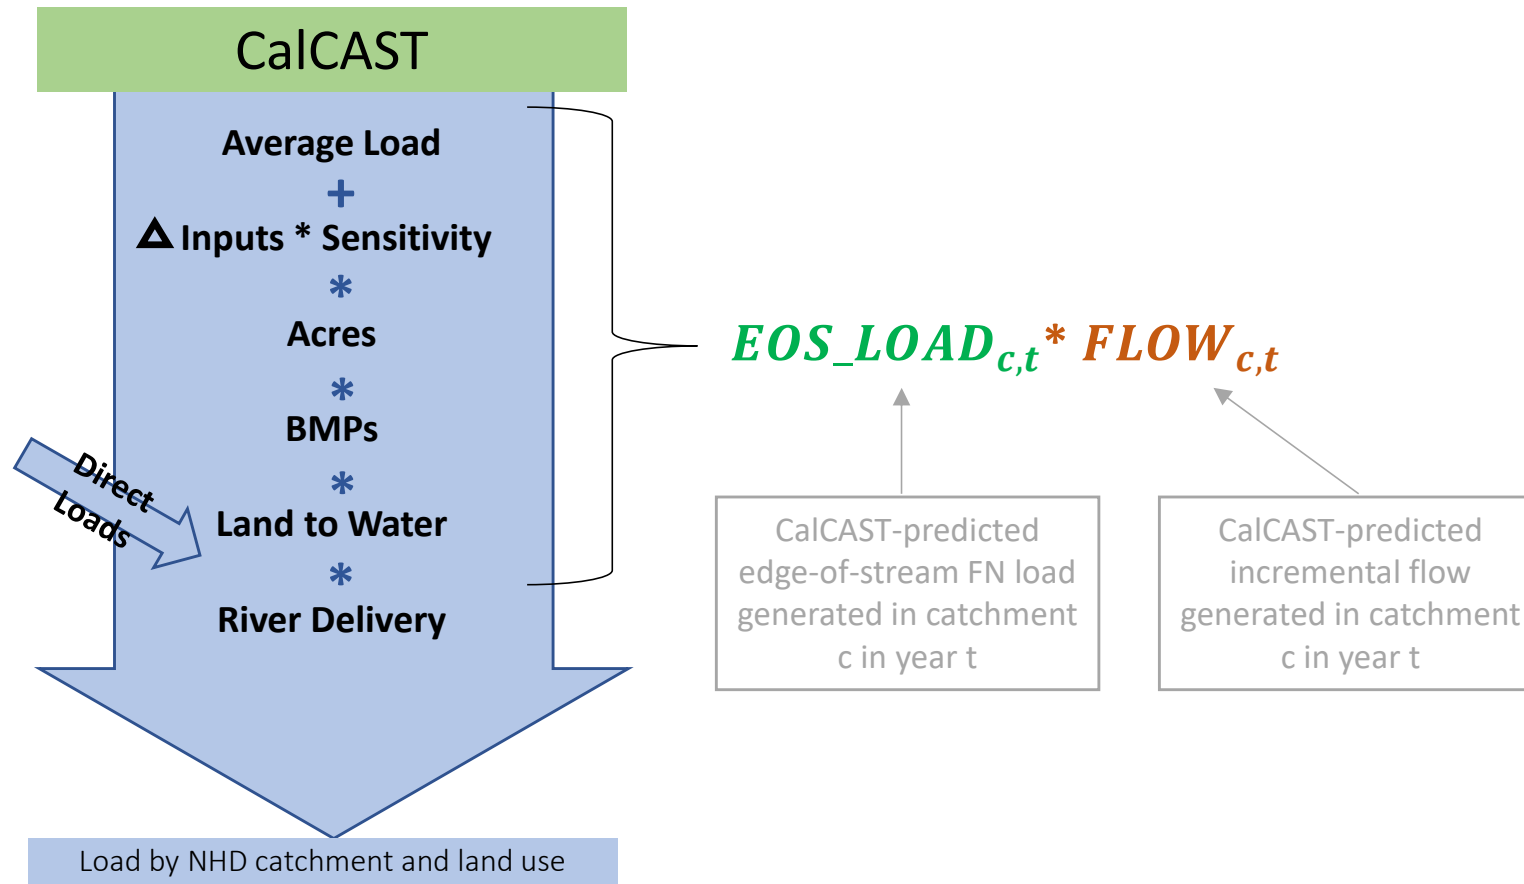 CalCAST
Average Load
+
Δ Inputs * Sensitivity
*
Acres
*
BMPs
*
Land to Water
*
River Delivery
Direct
Loads
Load by NHD catchment and land use
EOS_LOAD c,t * FLOW c,t
CalCAST-predicted
edge-of-stream FN load
generated in catchment
c in year t
CalCAST-predicted
incremental flow
generated in catchment
c in year t